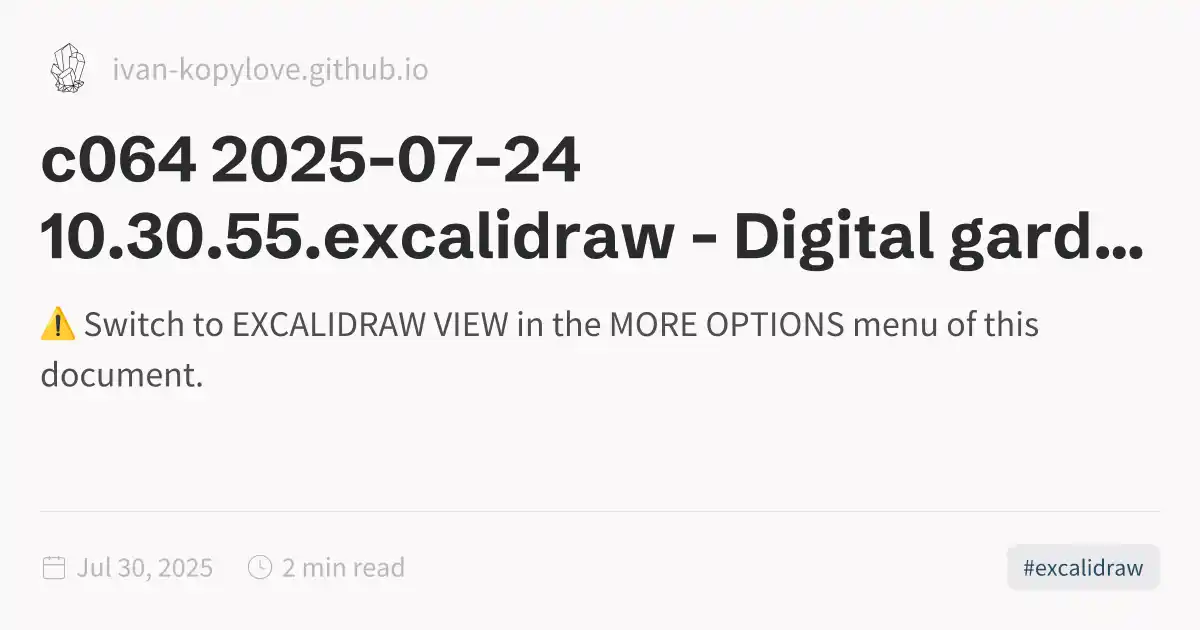 ivan-kopylove.github.io
c064 2025-07-24
10.30.55.excalidraw - Digital gard...
⚠️ Switch to EXCALIDRAW VIEW in the MORE OPTIONS menu of this
document.
Jul 30, 2025 2 min read #excalidraw